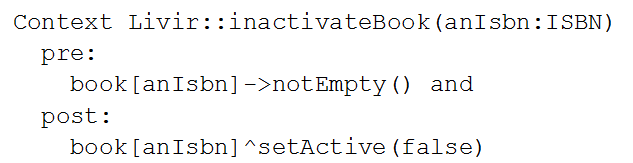 Context Livir::inactivateBook(anIsbn:ISBN)
  pre:
    book[anIsbn]->notEmpty() and
  post:
    book[anIsbn]^setActive(false)